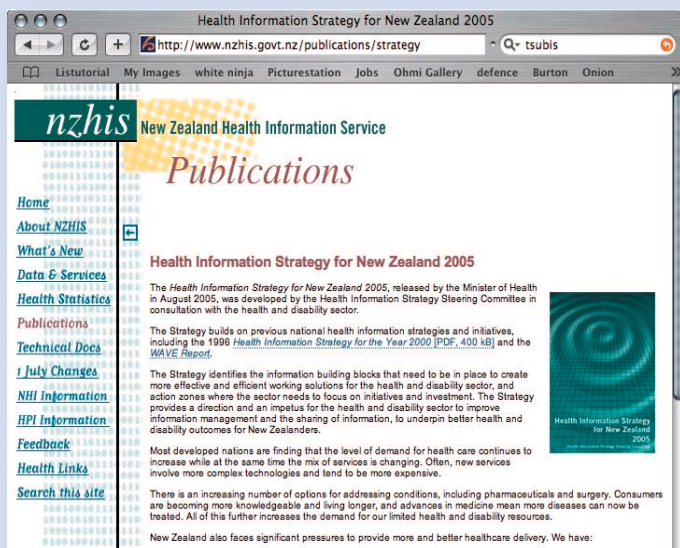 Health Information Strategy for New Zealand 2005
http://www.nzhis.govt.nz/publications/strategy
tsubis
Listutorial My Images white ninja Picturestation Jobs Ohmi Gallery defence Burton Onion
nzhis New Zealand Health Information Service
Publications
Home
About NZHIS
What's New
Data & Services
Health Statistics
Publications
Technical Docs
1 July Changes
NHI Information
HPI Information
Feedback
Health Links
Search this site
Health Information Strategy for New Zealand 2005
The Health Information Strategy for New Zealand 2005, released by the Minister of Health
in August 2005, was developed by the Health Information Strategy Steering Committee in
consultation with the health and disability sector.
The Strategy builds on previous national health information strategies and initiatives,
including the 1996 Health Information Strategy for the Year 2000 [PDF, 400 kB] and the
WAVE Report.
The Strategy identifies the information building blocks that need to be in place to create
more effective and efficient working solutions for the health and disability sector, and
action zones where the sector needs to focus on initiatives and investment. The Strategy
provides a direction and an impetus for the health and disability sector to improve
information management and the sharing of information, to underpin better health and
disability outcomes for New Zealanders.
Health Information Strategy
for New Zealand
2005
Most developed nations are finding that the level of demand for health care continues to
increase while at the same time the mix of services is changing. Often, new services
involve more complex technologies and tend to be more expensive.
There is an increasing number of options for addressing conditions, including pharmaceuticals and surgery. Consumers
are becoming more knowledgeable and living longer, and advances in medicine mean more diseases can now be
treated. All of this further increases the demand for our limited health and disability resources.
New Zealand also faces significant pressures to provide more and better healthcare delivery. We have: